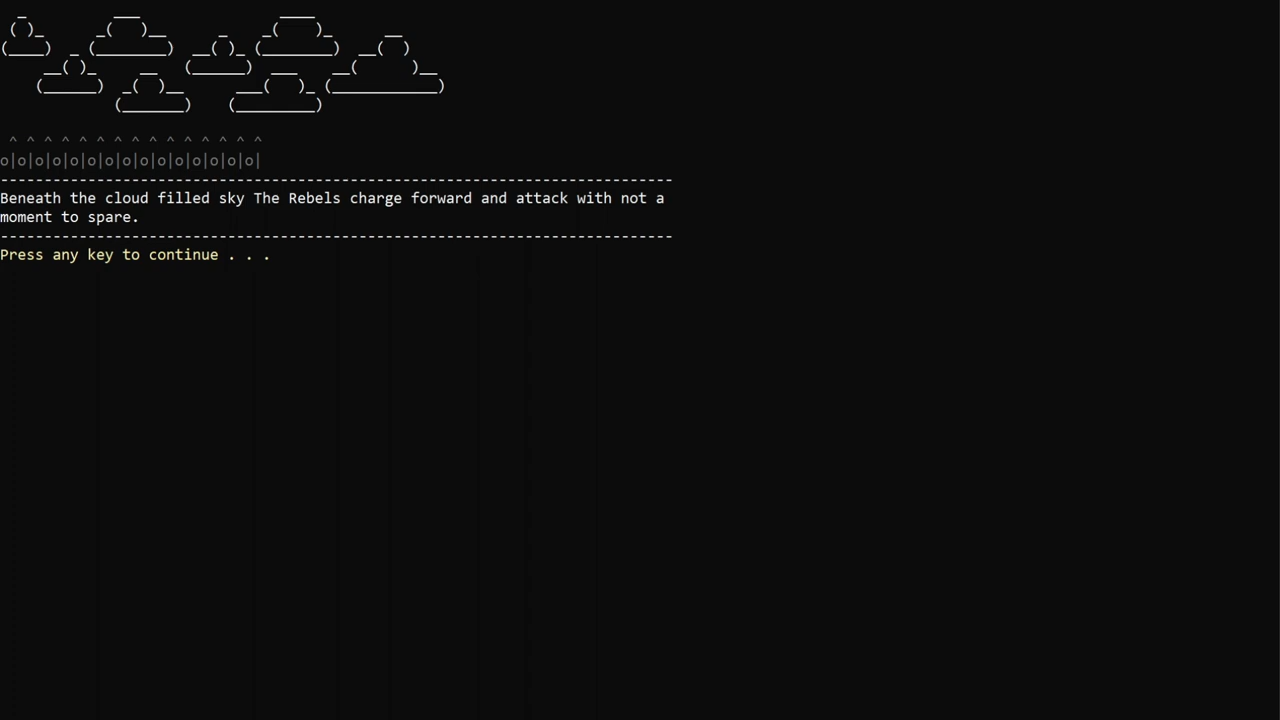 Beneath the cloud filled sky The Rebels charge forward and attack with not a
moment to spare.
Press any key to continue . . .